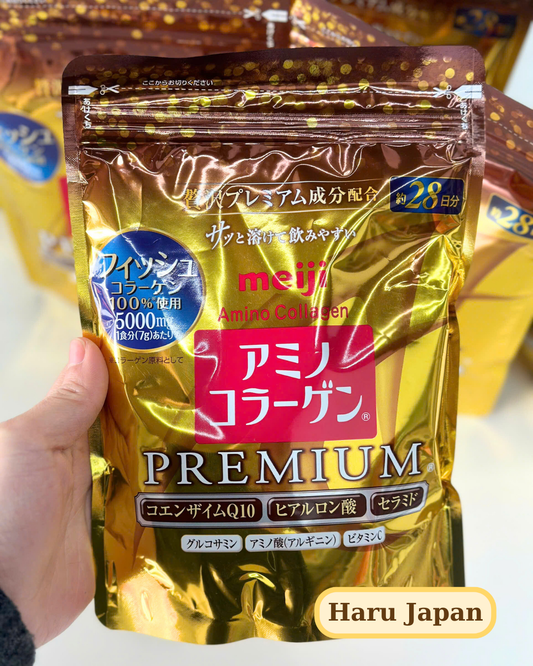 ここからお切りください
あけくち
プレミアム成分配合
約28日分
サッと溶けて飲みやすい
フィッシュ
コラーゲン
100%使用
5000mg
1食分(7g)あたり
コラーゲン原料として
meiji
Amino Collagen
アミノ
コラーゲン®
PREMIUM®
コエンザイムQ10 ヒアルロン酸 セラミド
グルコサミン アミノ酸(アルギニン) ビタミンC
Haru Japan